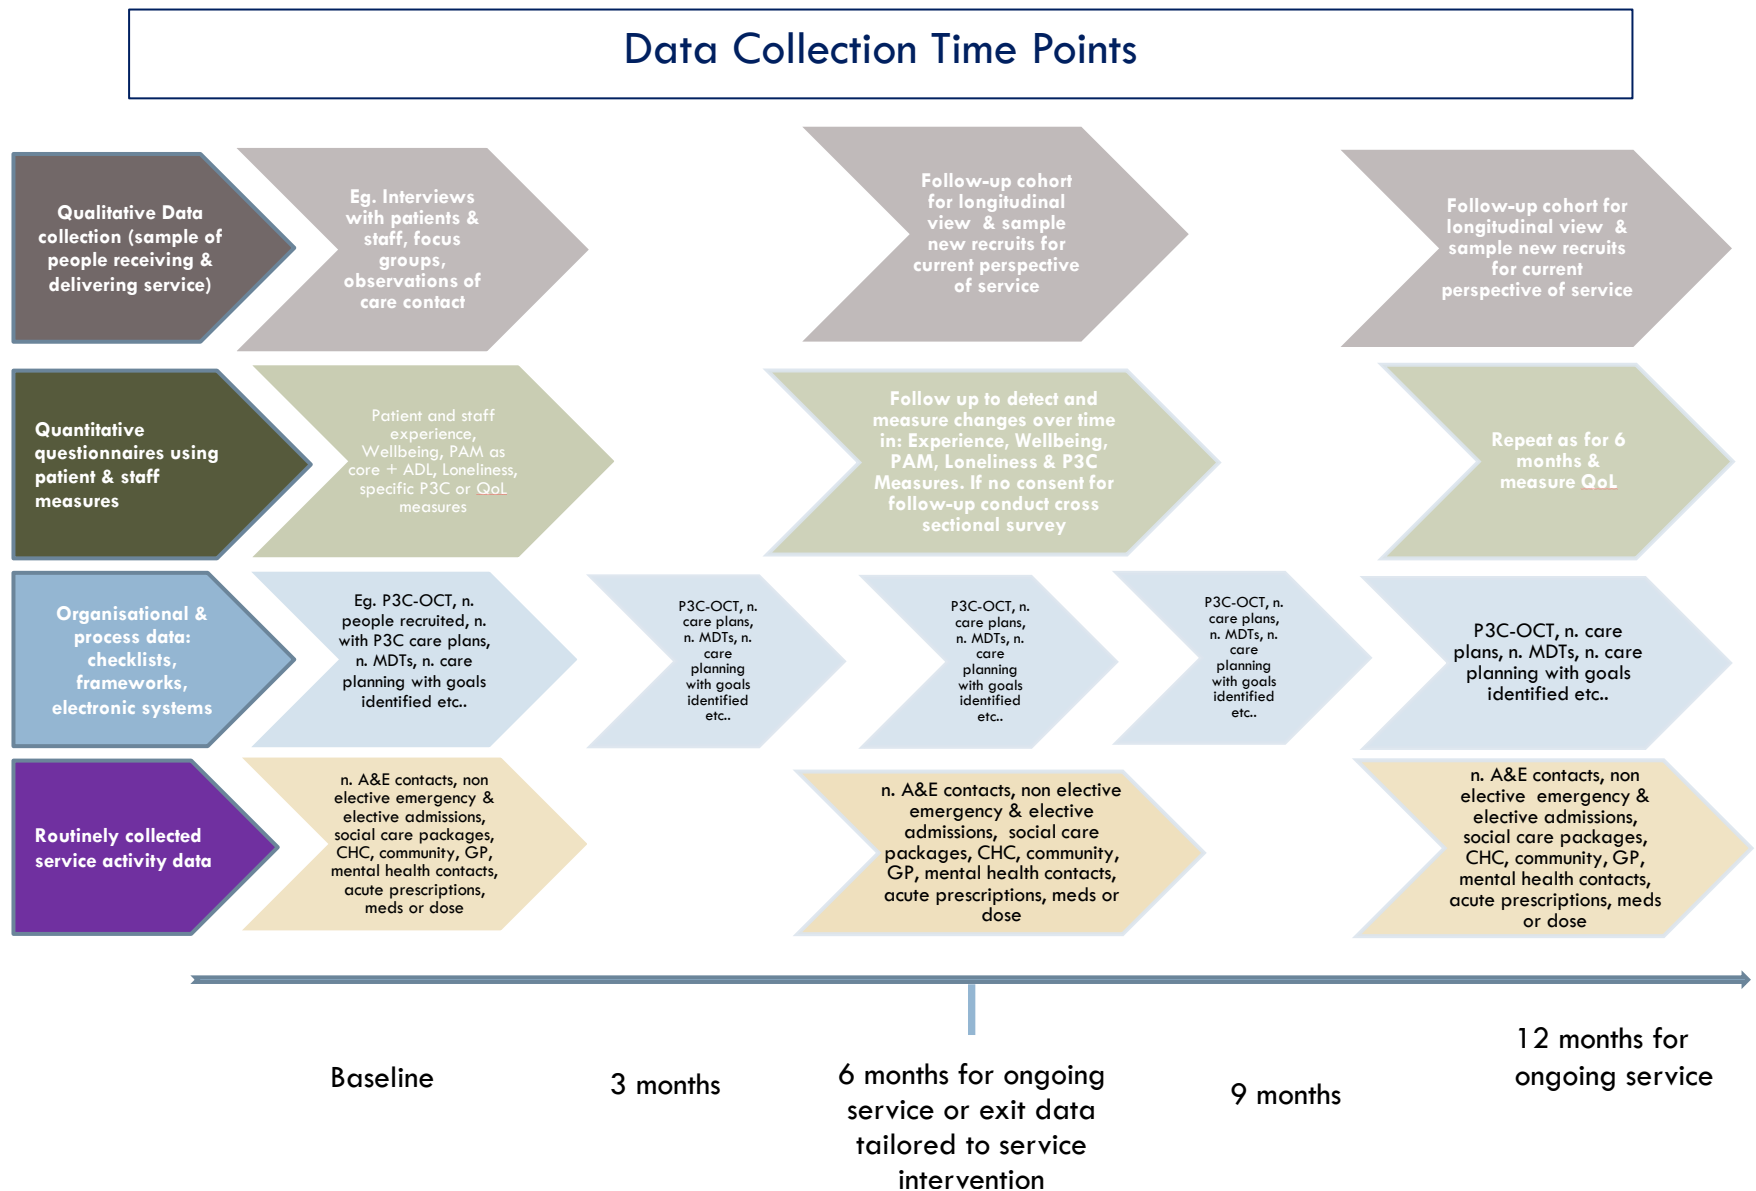 Data Collection Time Points
Qualitative Data
collection (sample of
people receiving &
delivering service)
Eg. Interviews
with patients &
staff, focus
groups,
observations of
care contact
Follow-up cohort
for longitudinal
view & sample
new recruits for
current perspective
of service
Follow-up cohort for
longitudinal view &
sample new recruits
for current
perspective of service
Quantitative
questionnaires using
patient & staff
measures
Patient and staff
experience,
Wellbeing, PAM as
core + ADL, Loneliness,
specific P3C or QoL
measures
Follow up to detect and
measure changes over time
in: Experience, Wellbeing,
PAM, Loneliness & P3C
Measures. If no consent for
follow-up conduct cross
sectional survey
Repeat as for 6
months &
measure QoL
Organisational &
process data:
checklists,
frameworks,
electronic systems
Eg. P3C-OCT, n.
people recruited, n.
with P3C care plans,
n. MDTs, n. care
planning with goals
identified etc..
P3C-OCT, n.
care plans,
n. MDTs, n.
care
planning
with goals
identified
etc..
P3C-OCT, n.
care plans,
n. MDTs, n.
care
planning
with goals
identified
etc..
P3C-OCT, n.
care plans,
n. MDTs, n.
care
planning
with goals
identified
etc..
P3C-OCT, n. care
plans, n. MDTs, n. care
planning with goals
identified etc..
Routinely collected
service activity data
n. A&E contacts, non
elective emergency &
elective admissions,
social care packages,
CHC, community, GP,
mental health contacts,
acute prescriptions,
meds or dose
n. A&E contacts, non elective
emergency & elective
admissions, social care
packages, CHC, community,
GP, mental health contacts,
acute prescriptions, meds or
dose
n. A&E contacts, non
elective emergency &
elective admissions,
social care packages,
CHC, community, GP,
mental health contacts,
acute prescriptions, meds
or dose
Baseline
3 months
6 months for ongoing
service or exit data
tailored to service
intervention
9 months
12 months for
ongoing service